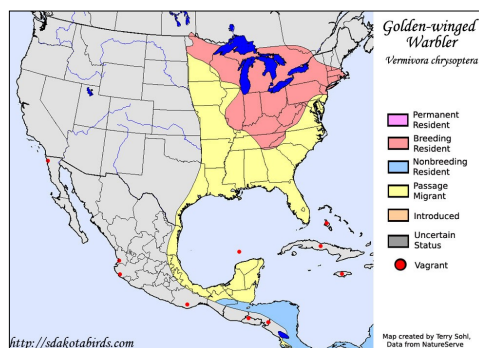 Golden-winged
Warbler
Vermivora chrysoptera
Permanent
Resident
Breeding
Resident
Nonbreeding
Resident
Passage
Migrant
Introduced
Uncertain
Status
Vagrant
http://sdakotabirds.com
Map created by Terry Sohl,
Data from NatureServe